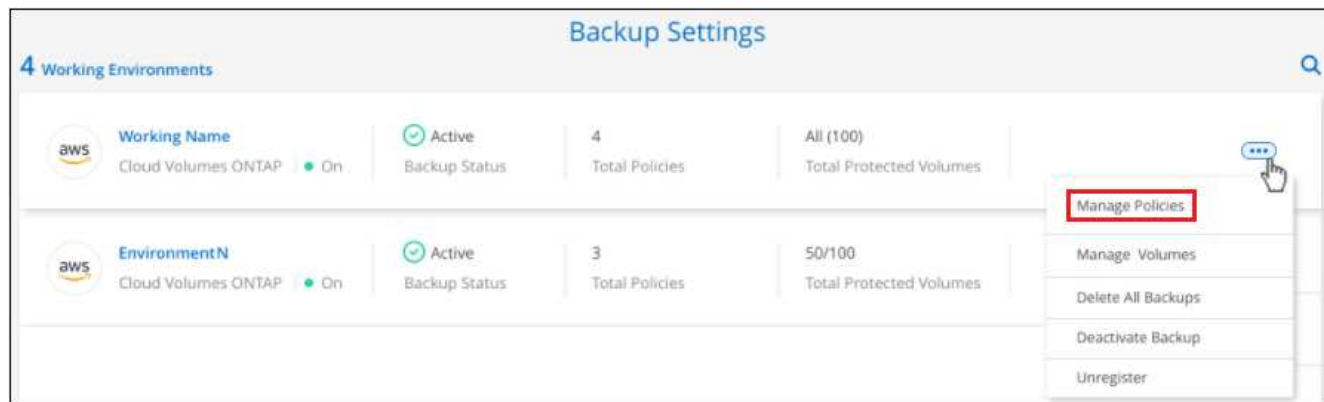 Backup Settings
4 Working Environments
aws
Working Name
Cloud Volumes ONTAP
On
Active
Backup Status
4
Total Policies
All (100)
Total Protected Volumes
Manage Policies
Manage Volumes
Delete All Backups
Deactivate Backup
Unregister
aws
EnvironmentN
Cloud Volumes ONTAP
On
Active
Backup Status
3
Total Policies
50/100
Total Protected Volumes